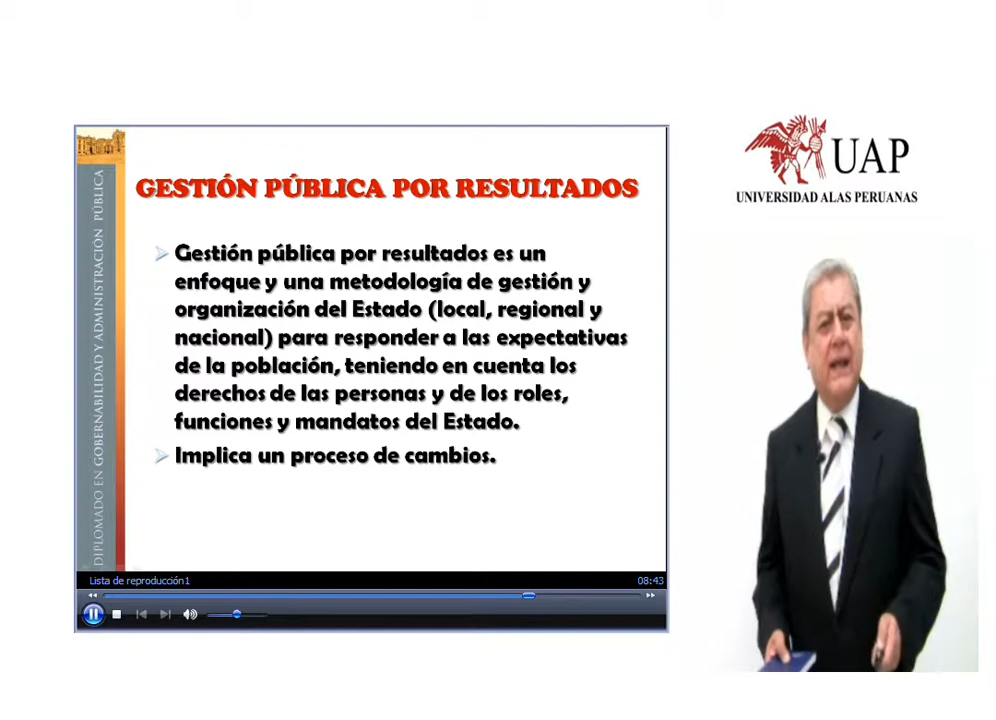 GESTIÓN PÚBLICA POR RESULTADOS
Gestión pública por resultados es un
enfoque y una metodología de gestión y
organización del Estado (local, regional y
nacional) para responder a las expectativas
de la población, teniendo en cuenta los
derechos de las personas y de los roles,
funciones y mandatos del Estado.
Implica un proceso de cambios.
DIPLOMADO EN GOBERNABILIDAD Y ADMINISTRACIÓN PÚBLICA
Lista de reproducción1
08:43
UAP
UNIVERSIDAD ALAS PERUANAS